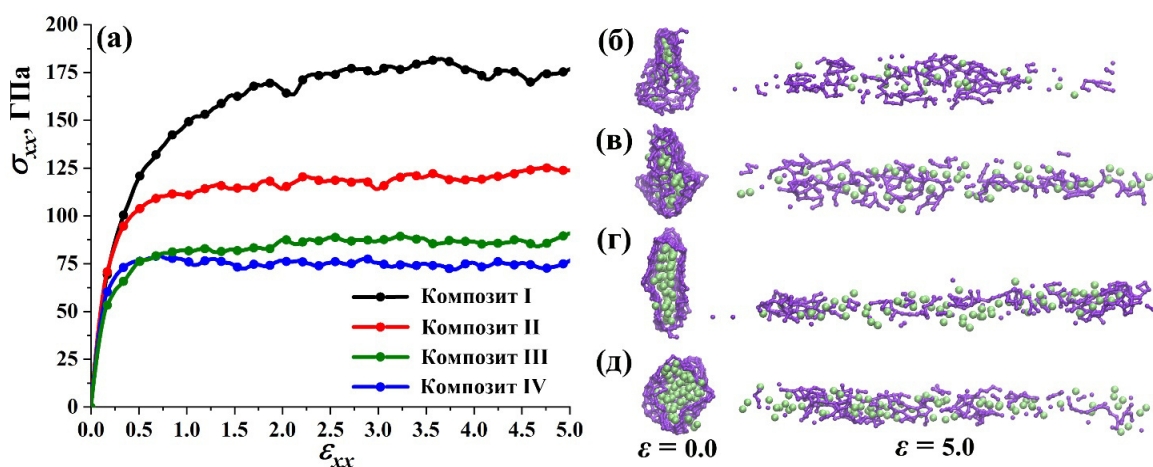 (а)
200
175
150
125
100
75
50
25
0
σxx, ГПа
0.0 0.5 1.0 1.5 2.0 2.5 3.0 3.5 4.0 4.5 5.0
εxx
Композит I
Композит II
Композит III
Композит IV
(б)
(в)
(г)
(д)
ε = 0.0
ε = 5.0